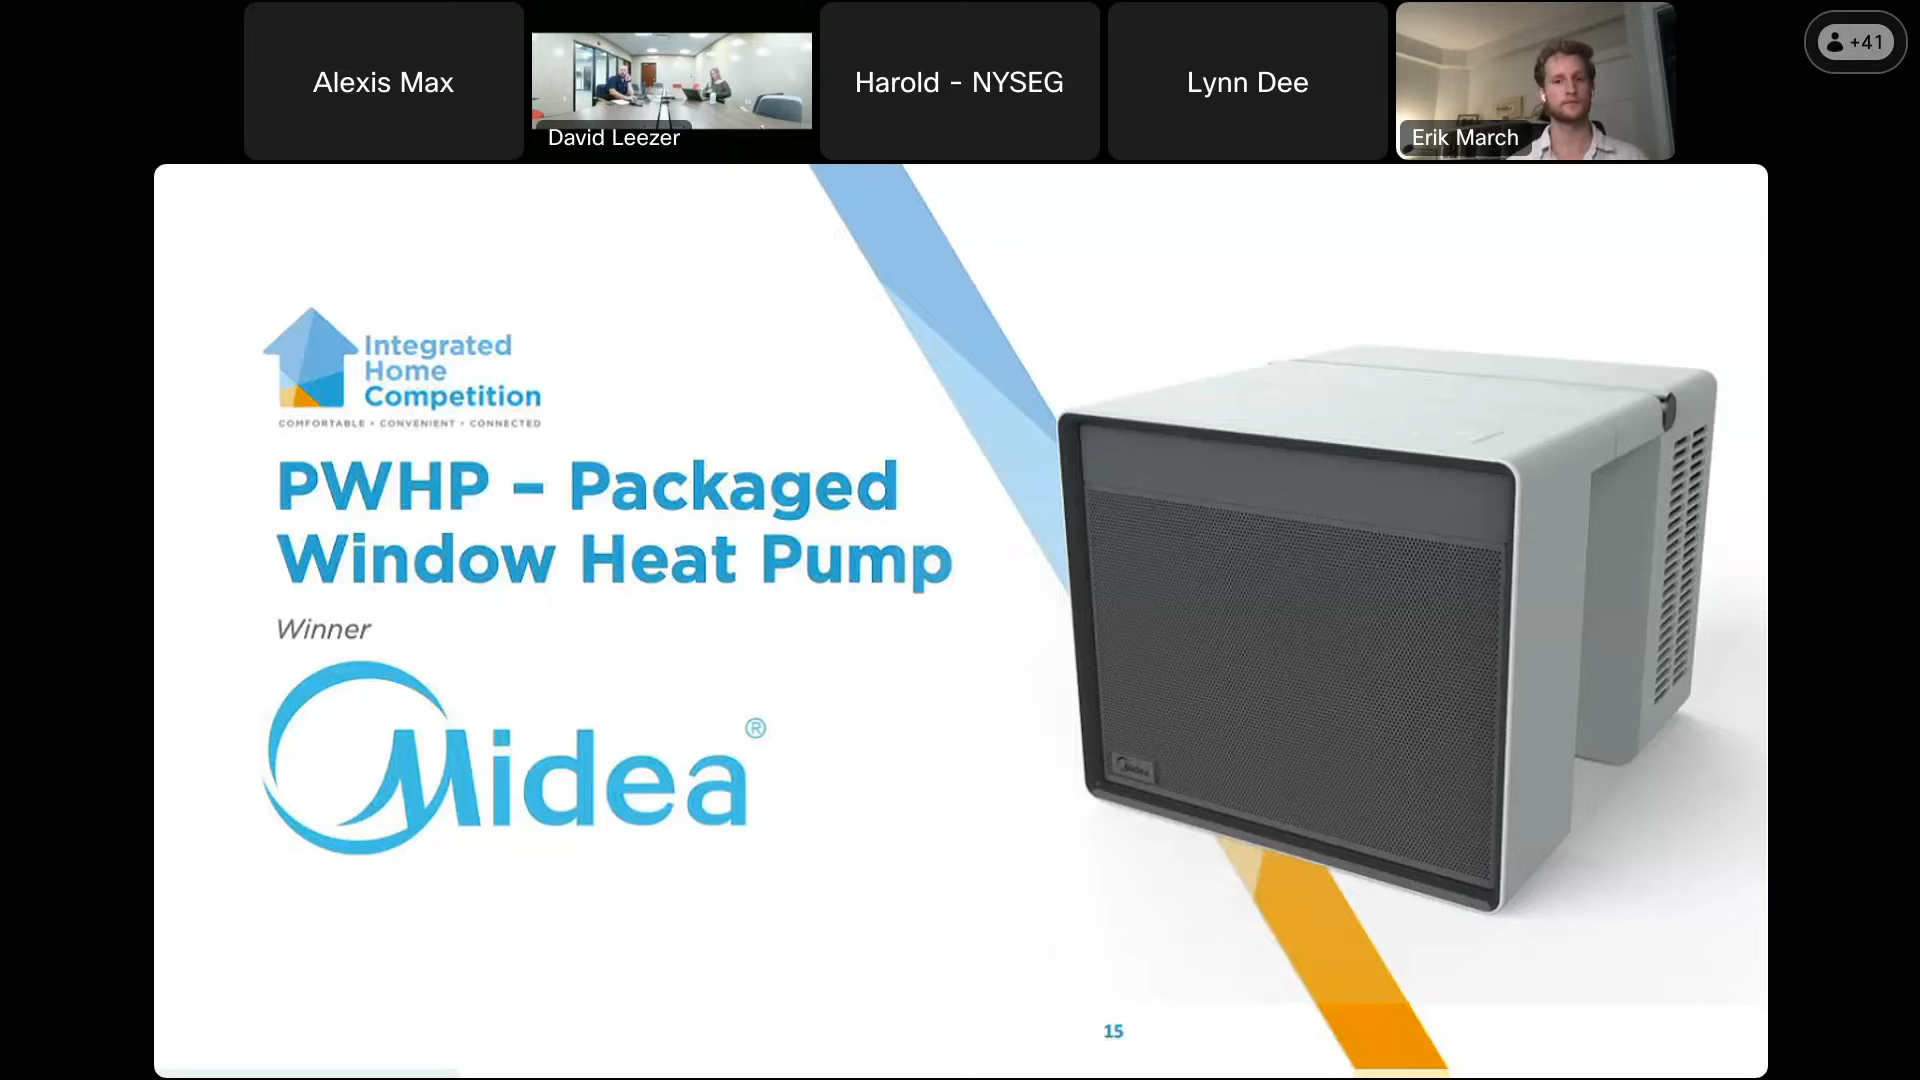 Alexis Max
David Leezer
Harold - NYSEG
Lynn Dee
Erik March
+41
Integrated
Home
Competition
COMFORTABLE • CONVENIENT • CONNECTED
PWHP – Packaged
Window Heat Pump
Winner
Midea®
Midea
15